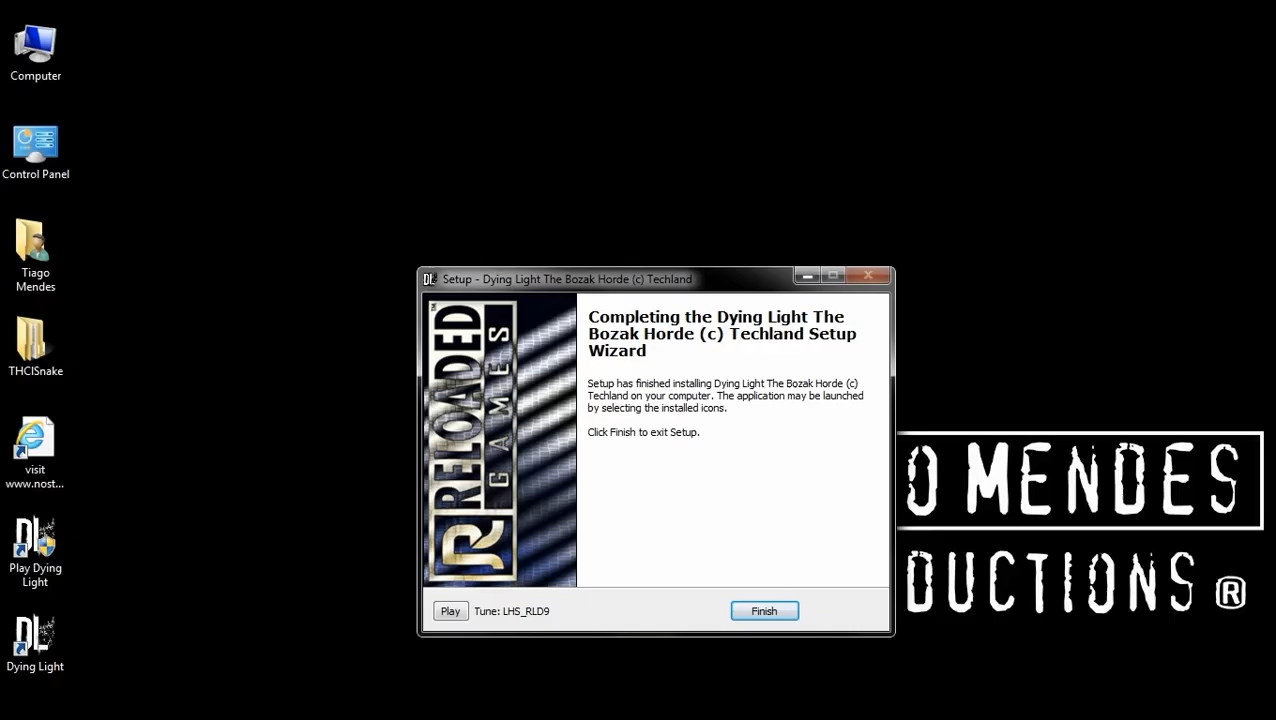 Computer
Control Panel
Tiago
Mendes
THCISnake
visit
www.nost...
Play Dying
Light
Dying Light
DL
Setup - Dying Light The Bozak Horde (c) Techland
RELOADED
GAMES
Completing the Dying Light The
Bozak Horde (c) Techland Setup
Wizard
Setup has finished installing Dying Light The Bozak Horde (c)
Techland on your computer. The application may be launched
by selecting the installed icons.
Click Finish to exit Setup.
Play
Tune: LHS_RLD9
Finish
O MENDES
DUCTIONS ®